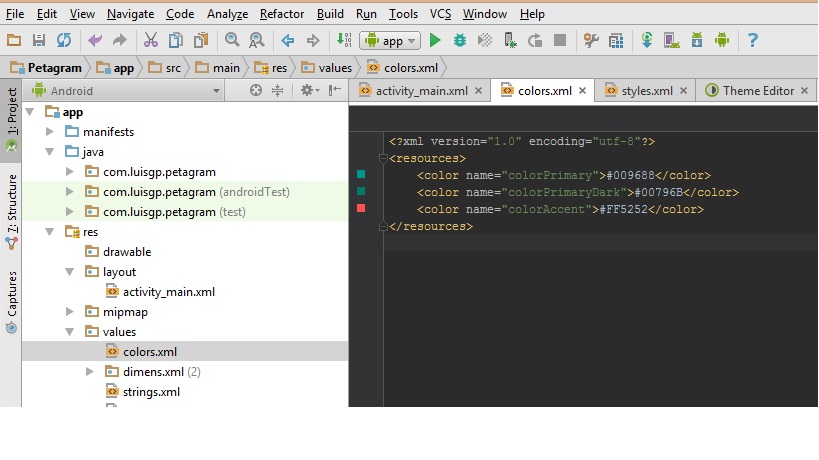 File Edit View Navigate Code Analyze Refactor Build Run Tools VCS Window Help
app
Petagram app src main res values colors.xml
1: Project
7: Structure
Captures
Android
app
manifests
java
com.luisgp.petagram
com.luisgp.petagram (androidTest)
com.luisgp.petagram (test)
res
drawable
layout
activity_main.xml
mipmap
values
colors.xml
dimens.xml (2)
strings.xml
activity_main.xml colors.xml styles.xml Theme Editor
<?xml version="1.0" encoding="utf-8"?>
<resources>
<color name="colorPrimary">#009688</color>
<color name="colorPrimaryDark">#00796B</color>
<color name="colorAccent">#FF5252</color>
</resources>